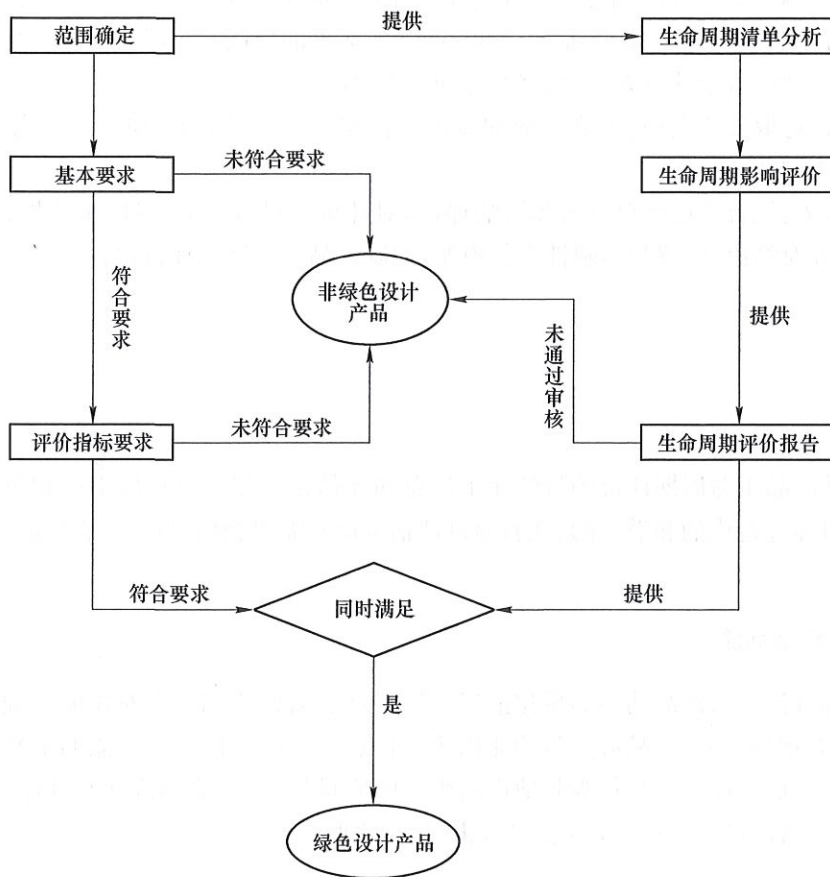 提供
范围确定
生命周期清单分析
未符合要求
基本要求
生命周期影响评价
符合要求
非绿色设计
产品
提供
未通过审核
评价指标要求
未符合要求
生命周期评价报告
符合要求
同时满足
提供
是
绿色设计产品